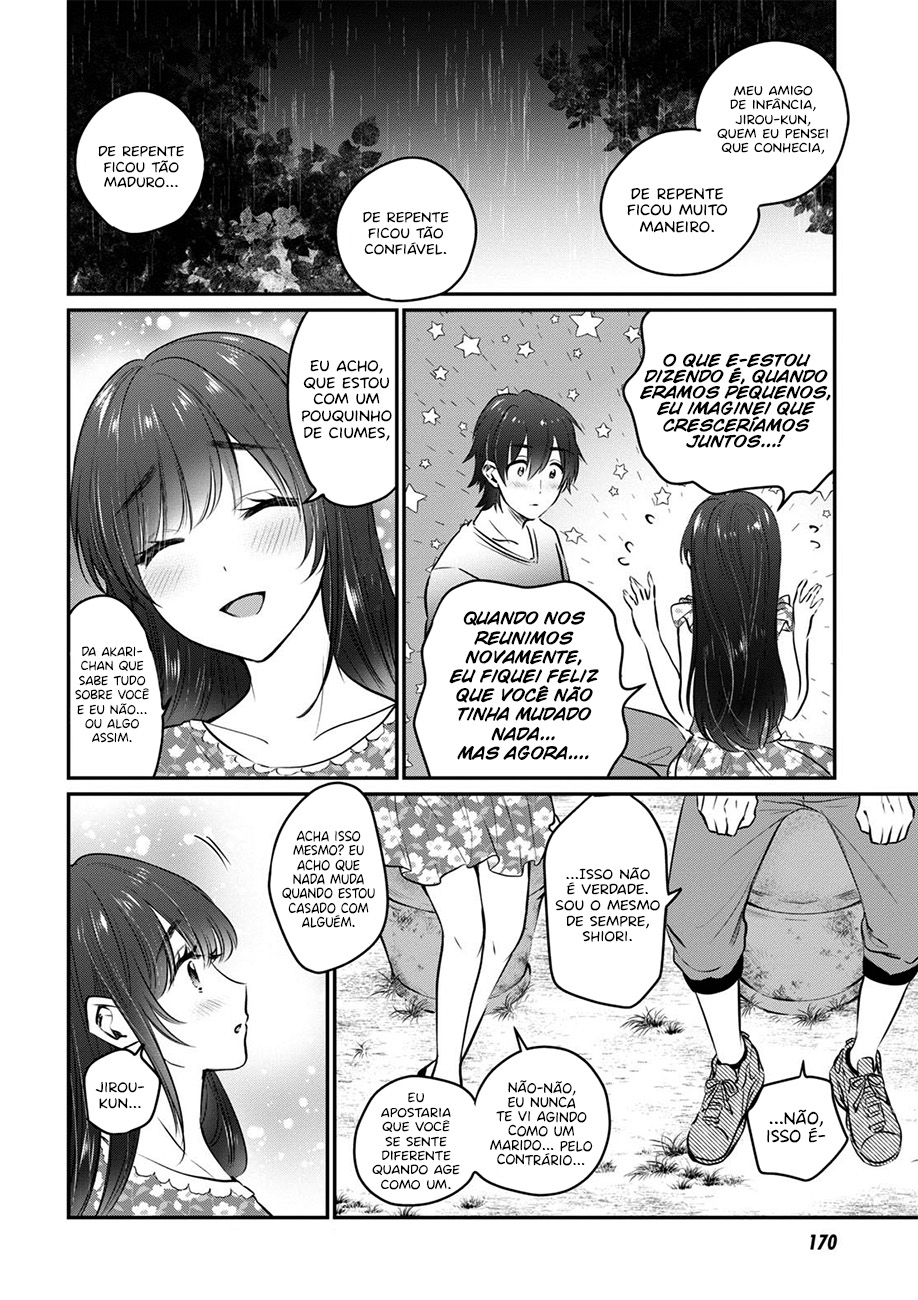 MEU AMIGO
DE INFÂNCIA,
JIROU-KUN,
QUEM EU PENSEI
QUE CONHECIA,
DE REPENTE
FICOU MUITO
MANEIRO.
DE REPENTE
FICOU TÃO
CONFIÁVEL.
DE REPENTE
FICOU TÃO
MADURO...
O QUE E-ESTOU
DIZENDO É, QUANDO
ERAMOS PEQUENOS,
EU IMAGINEI QUE
CRESCERÍAMOS
JUNTOS...!
QUANDO NOS
REUNIMOS
NOVAMENTE,
EU FIQUEI FELIZ
QUE VOCÊ NÃO
TINHA MUDADO
NADA...
MAS AGORA....
EU ACHO,
QUE ESTOU
COM UM
POUQUINHO
DE CIUMES,
DA AKARI-
CHAN QUE
SABE TUDO
SOBRE VOCÊ
E EU NÃO...
OU ALGO
ASSIM.
...ISSO NÃO
É VERDADE.
SOU O MESMO
DE SEMPRE,
SHIORI.
...NÃO,
ISSO É-
NÃO-NÃO,
EU NUNCA
TE VI AGINDO
COMO UM
MARIDO... PELO
CONTRÁRIO...
EU
APOSTARIA
QUE VOCÊ
SE SENTE
DIFERENTE
QUANDO AGE
COMO UM.
ACHA ISSO
MESMO? EU
ACHO QUE
NADA MUDA
QUANDO ESTOU
CASADO COM
ALGUÉM.
JIROU-
KUN...
170